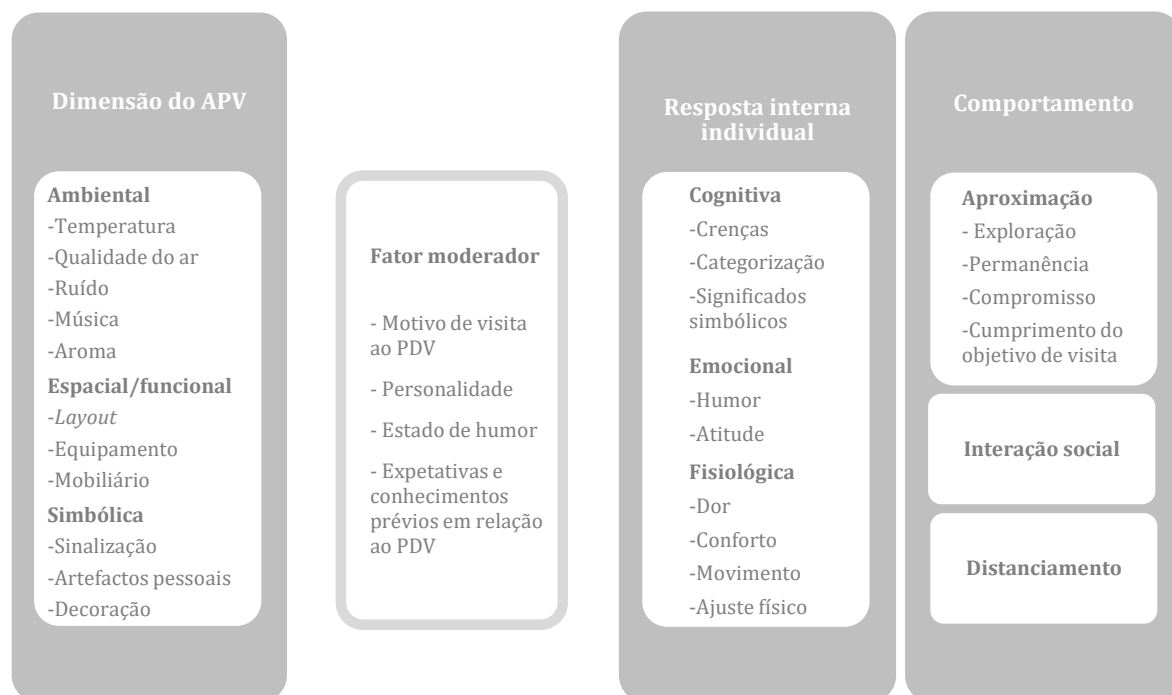 Dimensão do APV
Ambiental
-Temperatura
-Qualidade do ar
-Ruído
-Música
-Aroma
Espacial/funcional
-Layout
-Equipamento
-Mobiliário
Simbólica
-Sinalização
-Artefactos pessoais
-Decoração
Fator moderador
- Motivo de visita
ao PDV
- Personalidade
- Estado de humor
- Expetativas e
conhecimentos
prévios em relação
ao PDV
Resposta interna
individual
Cognitiva
-Crenças
-Categorização
-Significados
simbólicos
Emocional
-Humor
-Atitude
Fisiológica
-Dor
-Conforto
-Movimento
-Ajuste físico
Comportamento
Aproximação
- Exploração
-Permanência
-Compromisso
-Cumprimento do
objetivo de visita
Interação social
Distanciamento